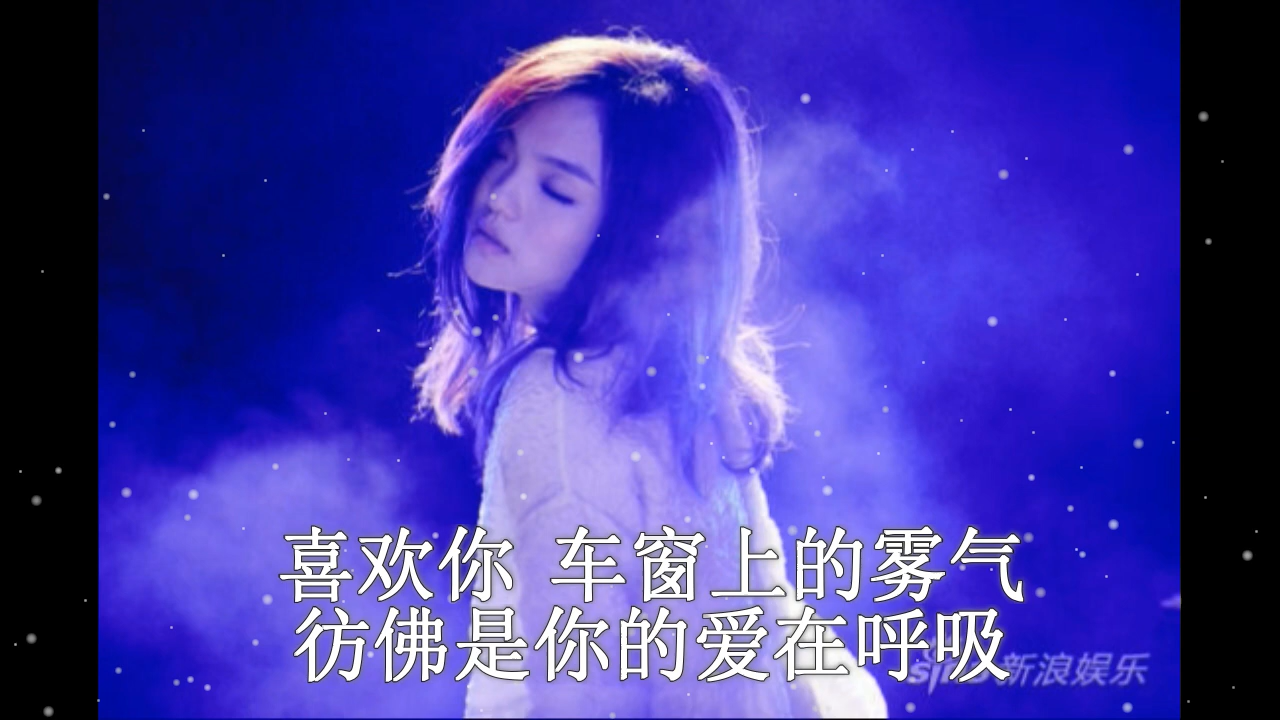 喜欢你 车窗上的雾气
彷佛是你的爱在呼吸
新浪娱乐